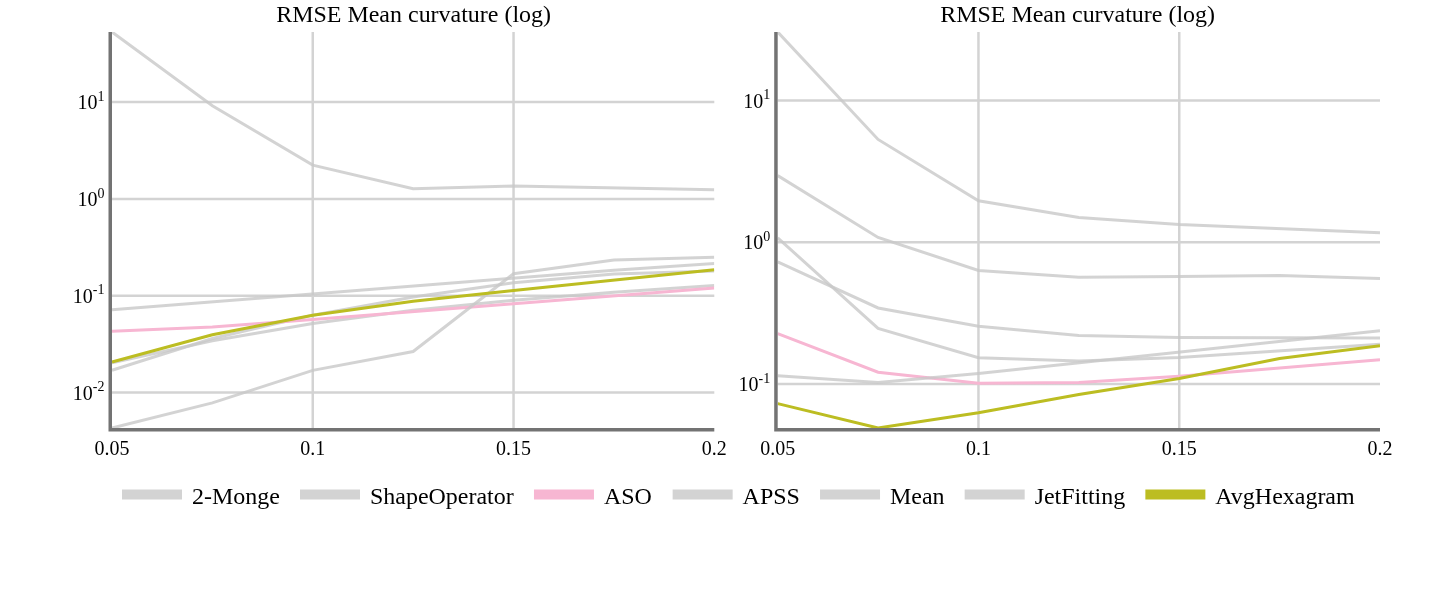 RMSE Mean curvature (log)
10^1
10^0
10^-1
10^-2
0.05 0.1 0.15 0.2
RMSE Mean curvature (log)
10^1
10^0
10^-1
0.05 0.1 0.15 0.2
2-Monge ShapeOperator ASO APSS Mean JetFitting AvgHexagram